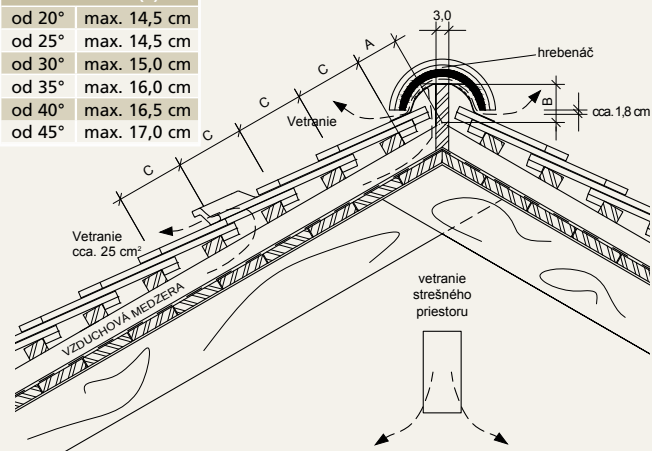 od 20° max. 14,5 cm
od 25° max. 14,5 cm
od 30° max. 15,0 cm
od 35° max. 16,0 cm
od 40° max. 16,5 cm
od 45° max. 17,0 cm
3,0
hrebenáč
A
C
C
C
C
B
cca. 1,8 cm
Vetranie
Vetranie
cca. 25 cm²
VZDUCHOVÁ MEDZERA
vetranie
strešného
priestoru